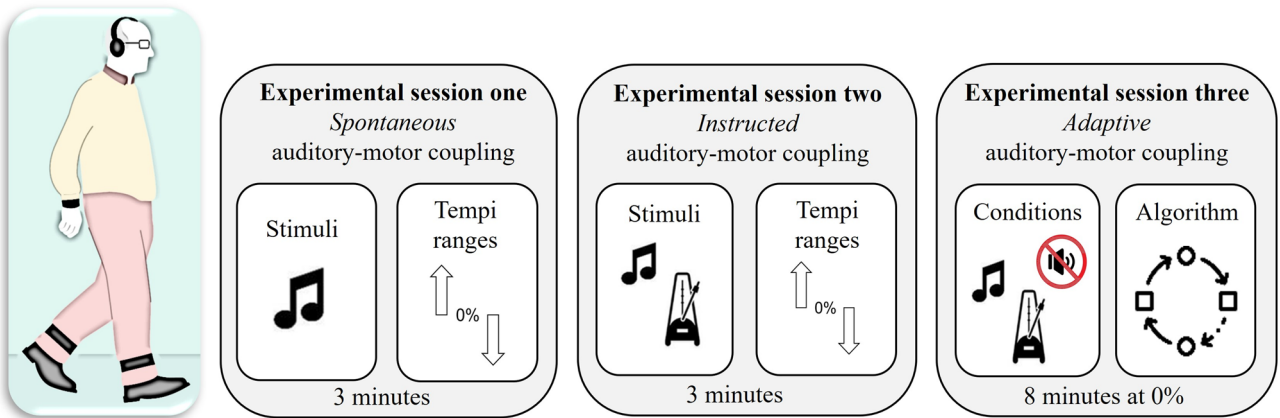 Experimental session one
Spontaneous
auditory-motor coupling
Stimuli
Tempi
ranges
0%
3 minutes
Experimental session two
Instructed
auditory-motor coupling
Stimuli
Tempi
ranges
0%
3 minutes
Experimental session three
Adaptive
auditory-motor coupling
Conditions
Algorithm
8 minutes at 0%